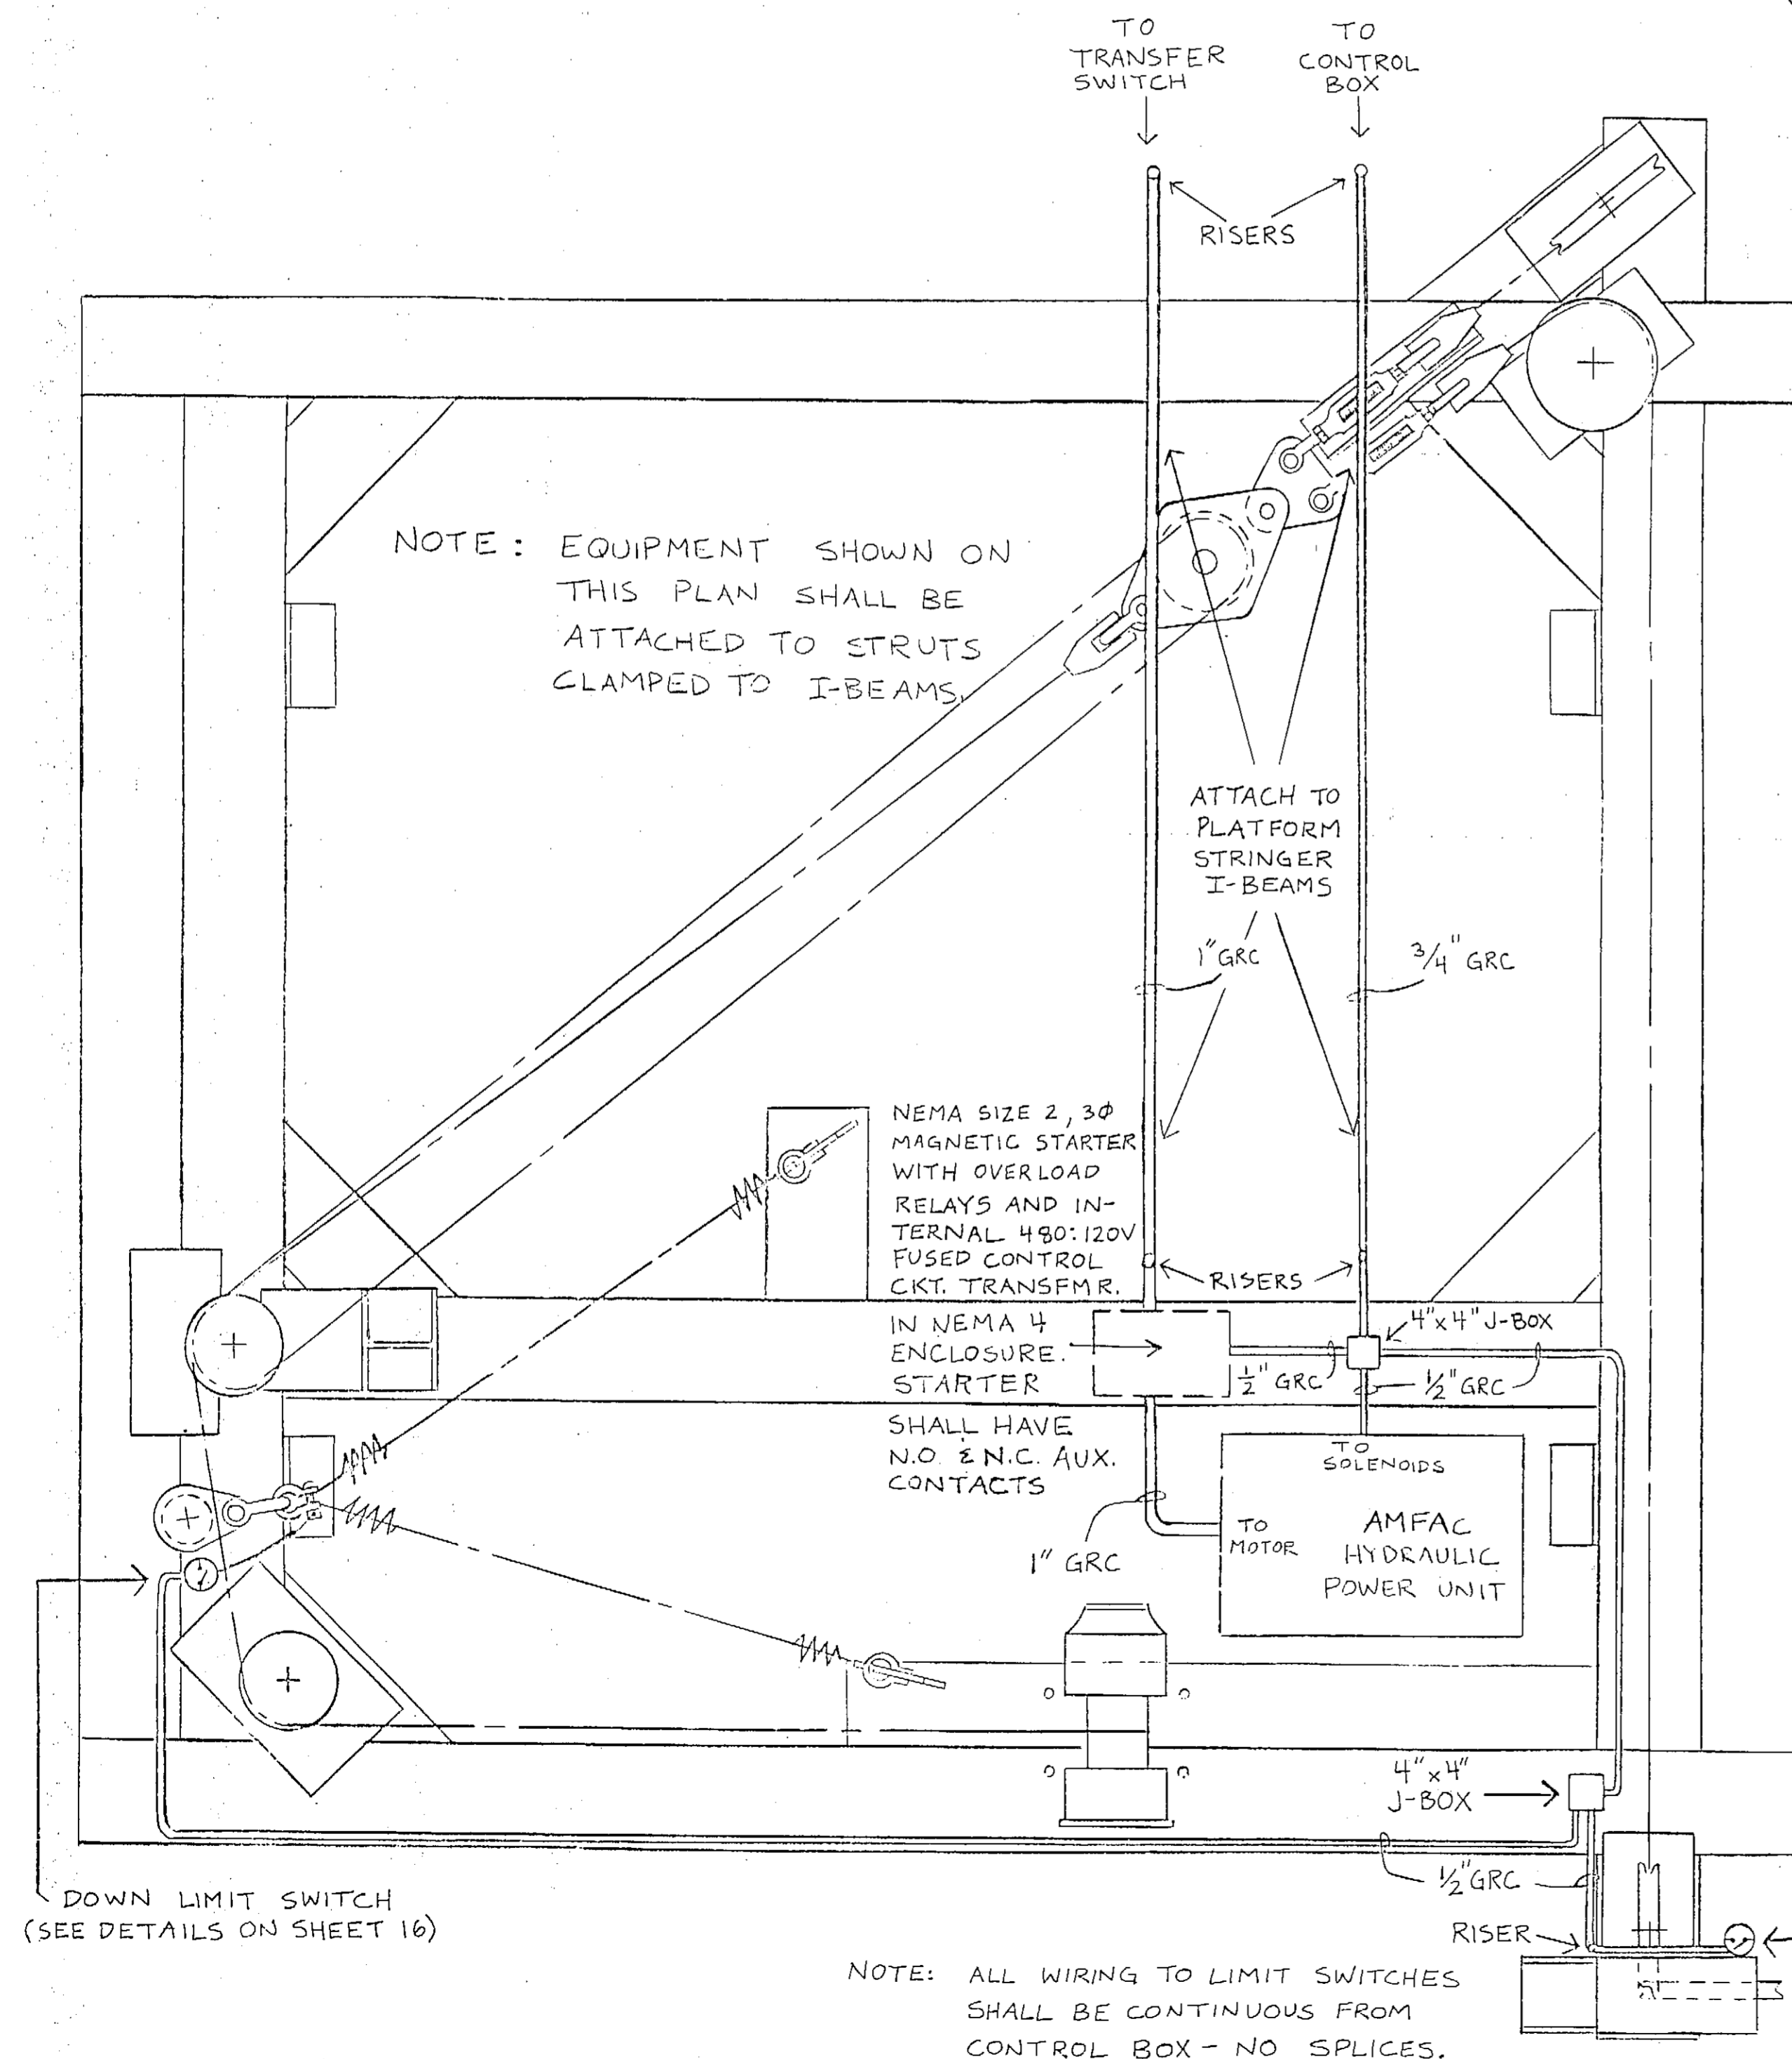 TO
TRANSFER
SWITCH
TO
CONTROL
BOX
RISERS
NOTE: EQUIPMENT SHOWN ON
THIS PLAN SHALL BE
ATTACHED TO STRUTS
CLAMPED TO I-BEAMS.
ATTACH TO
PLATFORM
STRINGER
I-BEAMS
1" GRC
3/4" GRC
NEMA SIZE 2, 3Φ
MAGNETIC STARTER
WITH OVERLOAD
RELAYS AND IN-
TERNAL 480:120V
FUSED CONTROL
CKT. TRANSFMR.
IN NEMA 4
ENCLOSURE.
STARTER
SHALL HAVE
N.O. & N.C. AUX.
CONTACTS
RISERS
4"x4" J-BOX
1/2" GRC
1/2" GRC
TO
SOLENOIDS
TO
MOTOR
AMFAC
HYDRAULIC
POWER UNIT
1" GRC
4"x4"
J-BOX
1/2" GRC
DOWN LIMIT SWITCH
(SEE DETAILS ON SHEET 16)
RISER
NOTE: ALL WIRING TO LIMIT SWITCHES
SHALL BE CONTINUOUS FROM
CONTROL BOX - NO SPLICES.